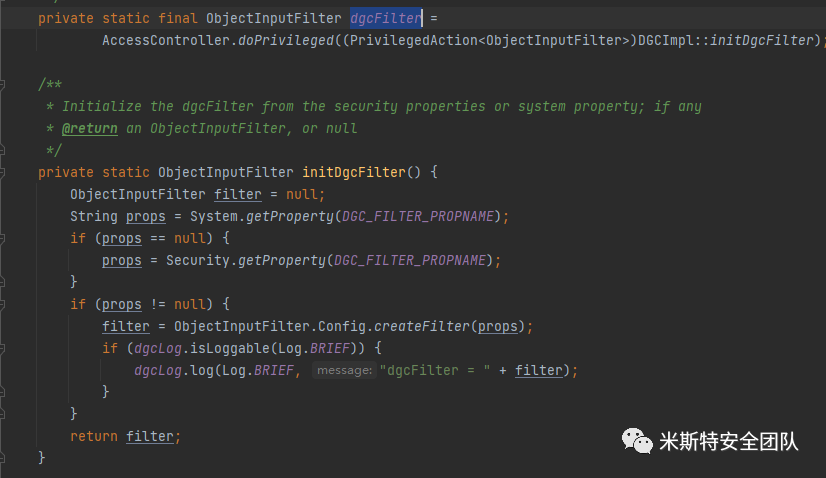 private static final ObjectInputFilter dgcFilter =
AccessController.doPrivileged((PrivilegedAction<ObjectInputFilter>)DGCImpl::initDgcFilter);
/**
* Initialize the dgcFilter from the security properties or system property; if any
* @return an ObjectInputFilter, or null
*/
private static ObjectInputFilter initDgcFilter() {
ObjectInputFilter filter = null;
String props = System.getProperty(DGC_FILTER_PROPNAME);
if (props == null) {
props = Security.getProperty(DGC_FILTER_PROPNAME);
}
if (props != null) {
filter = ObjectInputFilter.Config.createFilter(props);
if (dgcLog.isLoggable(Log.BRIEF)) {
dgcLog.log(Log.BRIEF, message: "dgcFilter = " + filter);
}
}
return filter;
}
米斯特安全团队